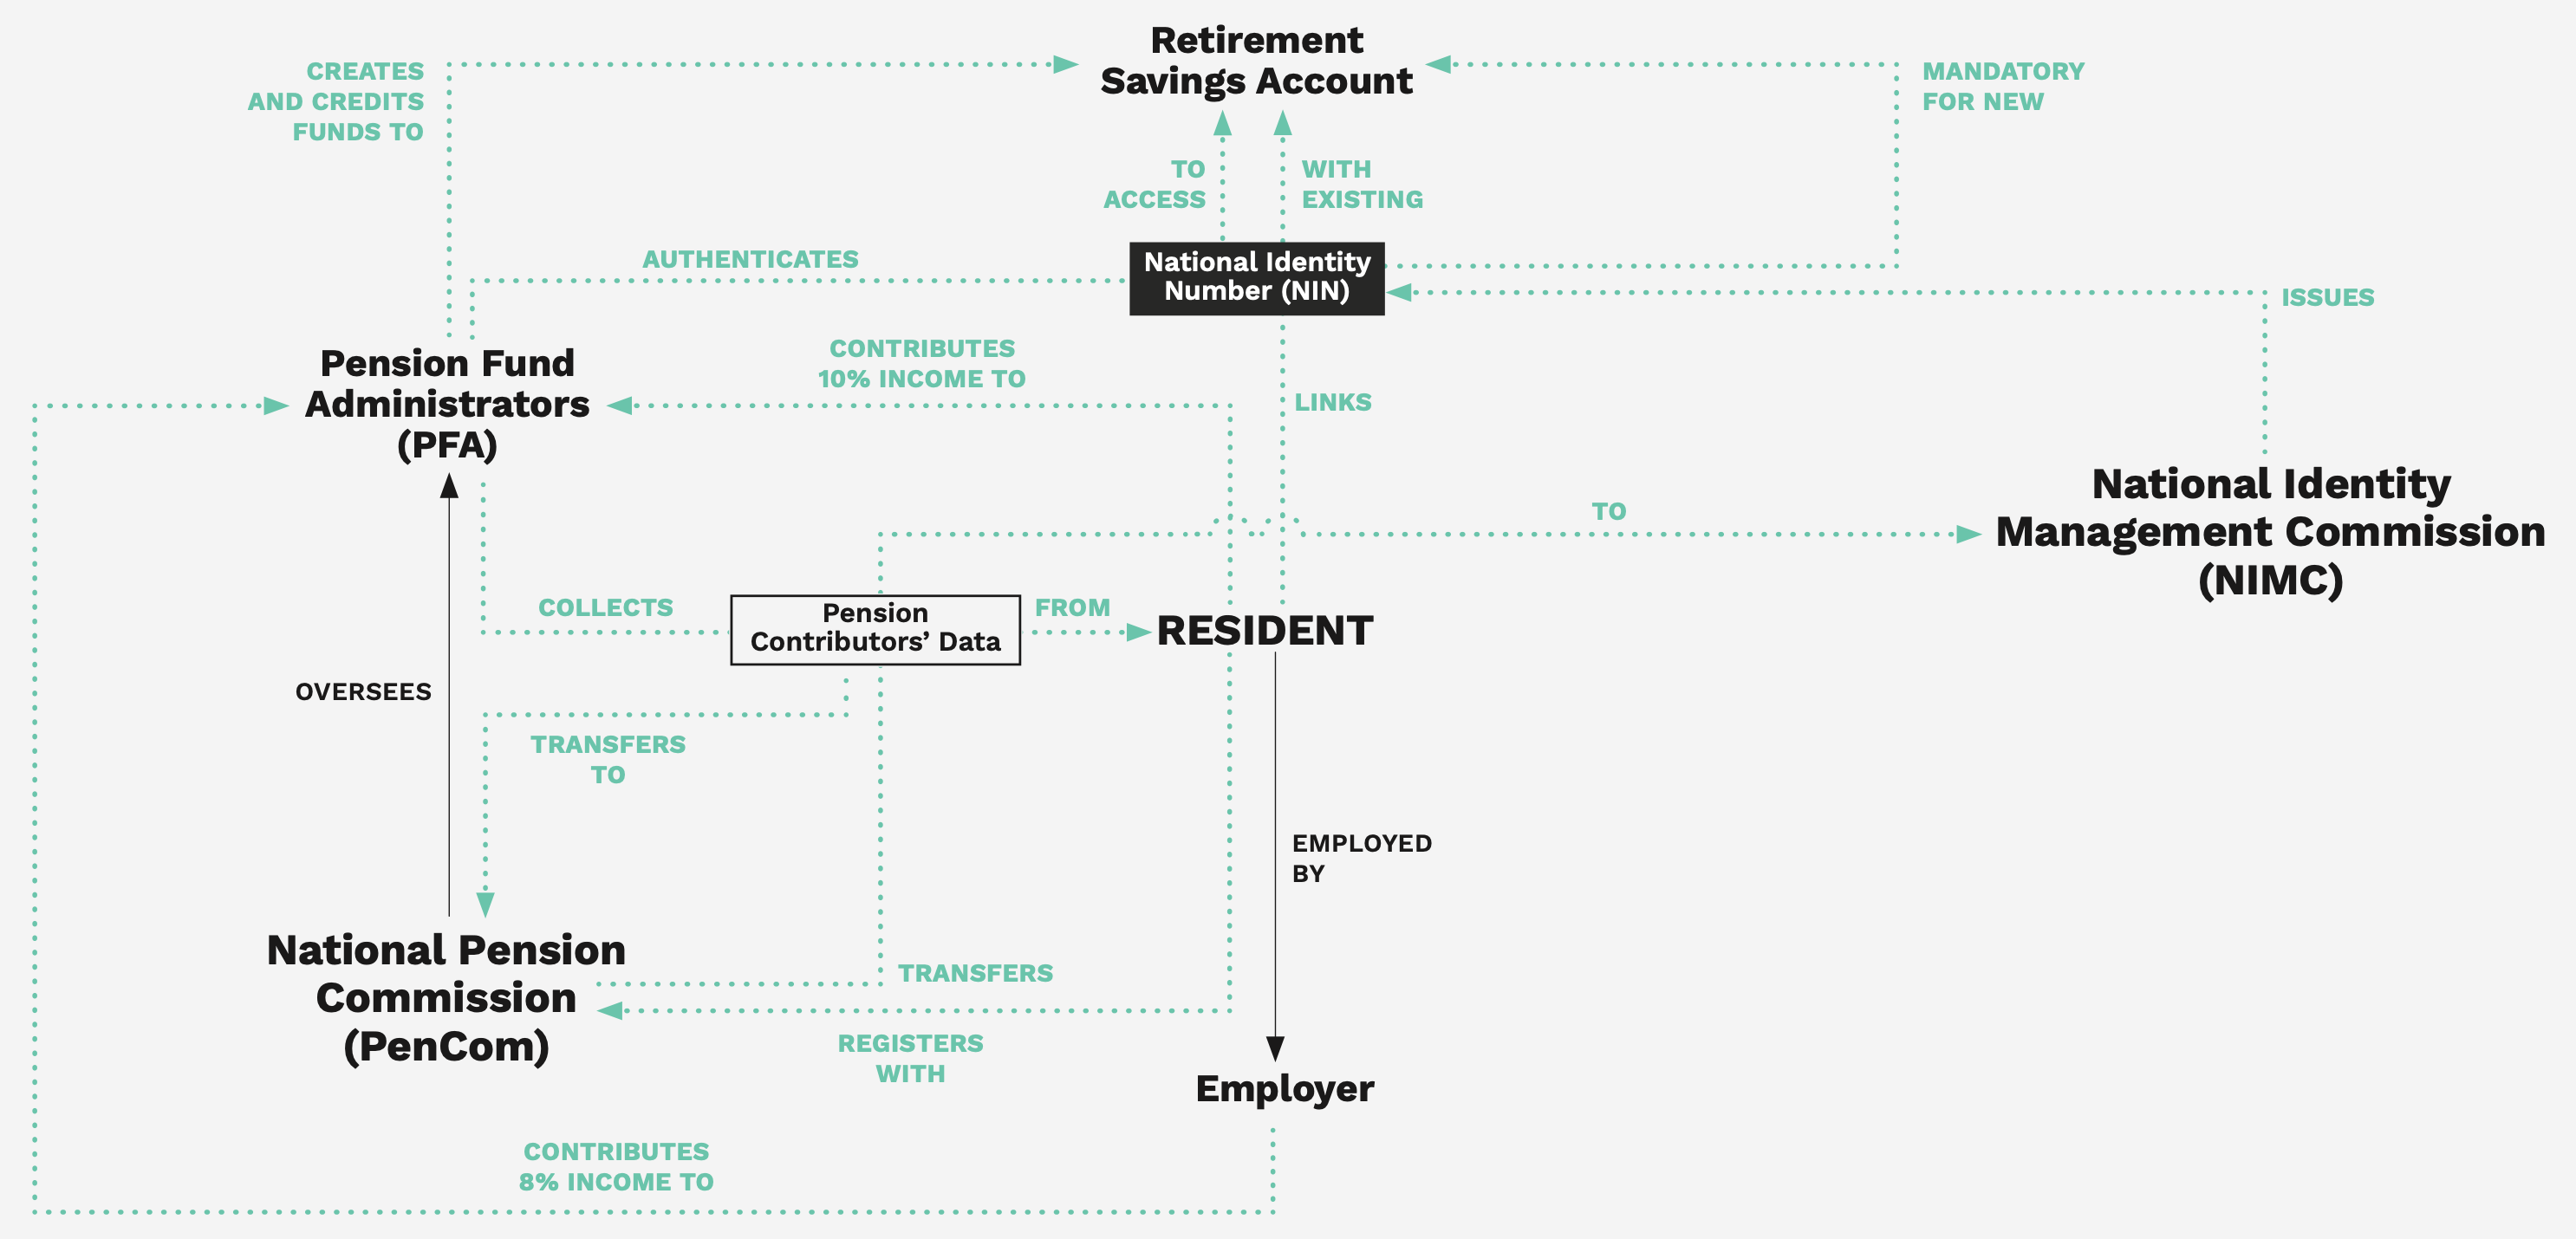 Retirement
Savings Account
CREATES
AND CREDITS
FUNDS TO
MANDATORY
FOR NEW
TO
ACCESS
WITH
EXISTING
AUTHENTICATES
National Identity
Number (NIN)
ISSUES
Pension Fund
Administrators
(PFA)
CONTRIBUTES
10% INCOME TO
LINKS
National Identity
Management Commission
(NIMC)
TO
COLLECTS
Pension
Contributors’ Data
FROM
RESIDENT
OVERSEES
TRANSFERS
TO
EMPLOYED
BY
National Pension
Commission
(PenCom)
TRANSFERS
REGISTERS
WITH
Employer
CONTRIBUTES
8% INCOME TO